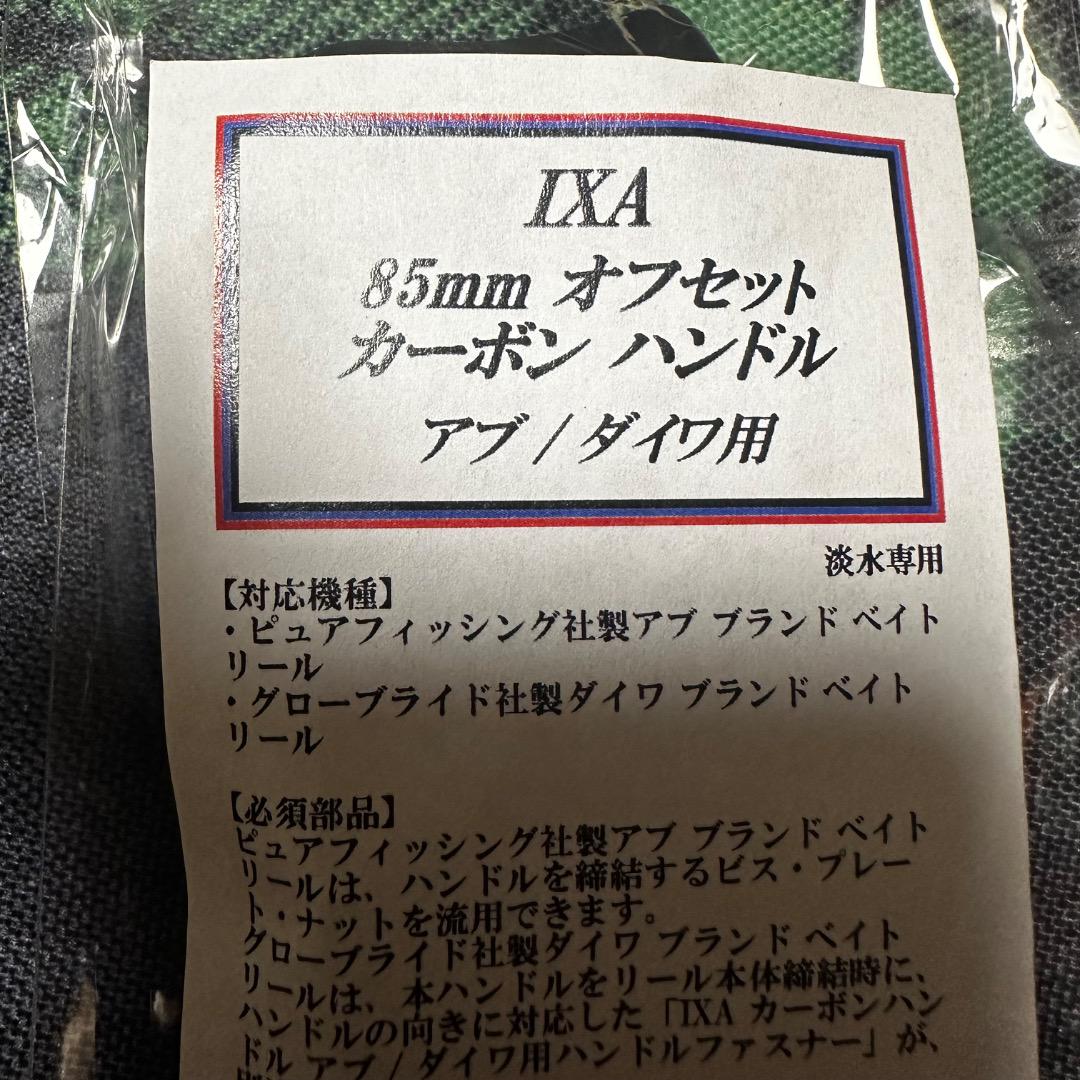 IXA
85mm オフセット
カーボン ハンドル
アブ / ダイワ用
淡水専用
【対応機種】
・ピュアフィッシング社製アブ ブランド ベイト
リール
・グローブライド社製ダイワ ブランド ベイト
リール
【必須部品】
ピュアフィッシング社製アブ ブランド ベイト
リールは、ハンドルを締結するビス・プレー
ト・ナットを流用できます。
グローブライド社製ダイワ ブランド ベイト
リールは、本ハンドルをリール本体締結時に、
ハンドルの向きに対応した「IXA カーボンハン
ドル アブ / ダイワ用ハンドルファスナー」が、